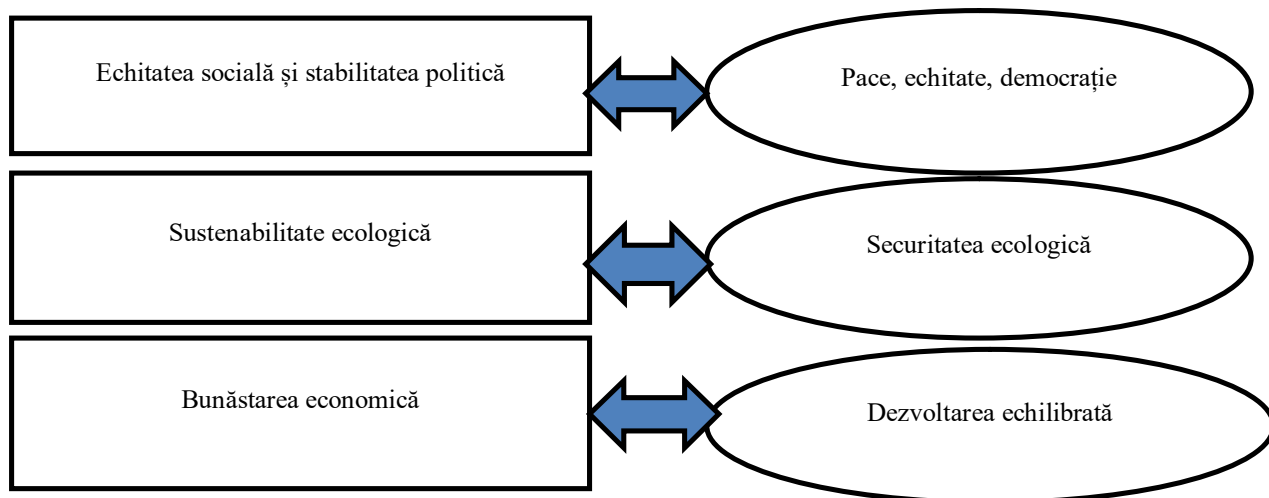 Echitatea socială și stabilitatea politică
Pace, echitate, democrație
Sustenabilitate ecologică
Securitatea ecologică
Bunăstarea economică
Dezvoltarea echilibrată